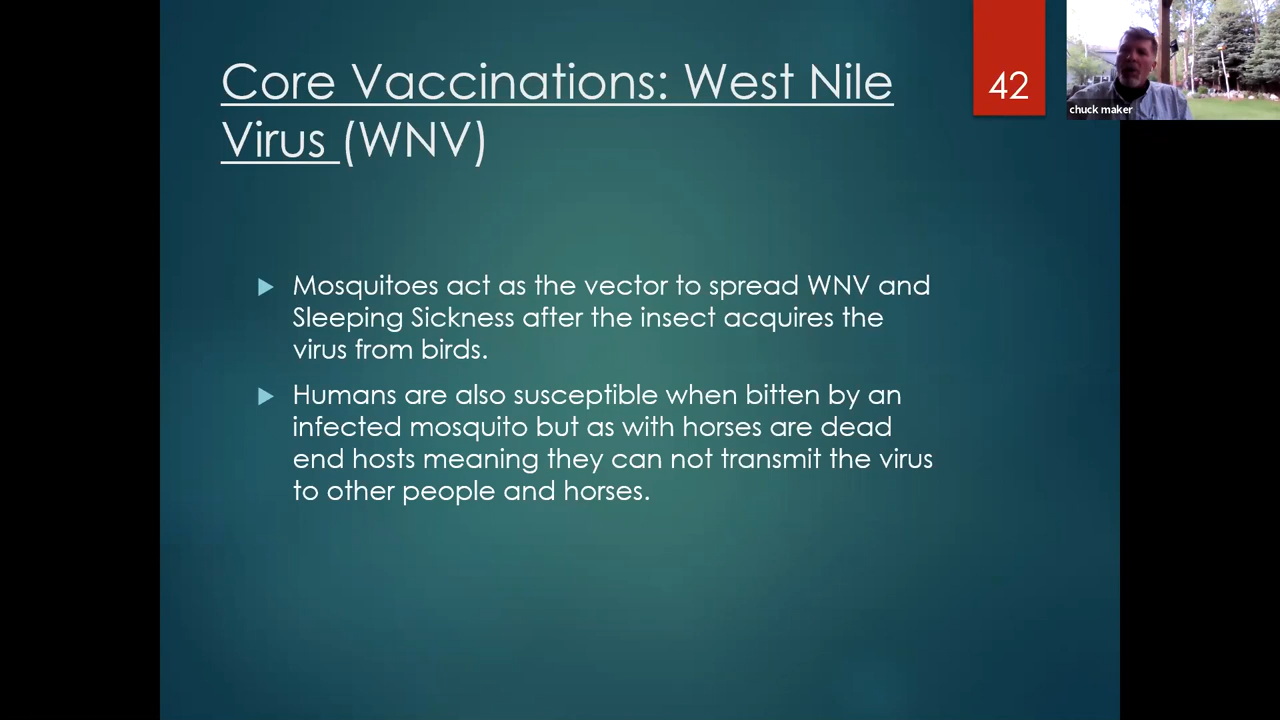 Core Vaccinations: West Nile
Virus (WNV)
42
chuck maker
Mosquitoes act as the vector to spread WNV and
Sleeping Sickness after the insect acquires the
virus from birds.
Humans are also susceptible when bitten by an
infected mosquito but as with horses are dead
end hosts meaning they can not transmit the virus
to other people and horses.